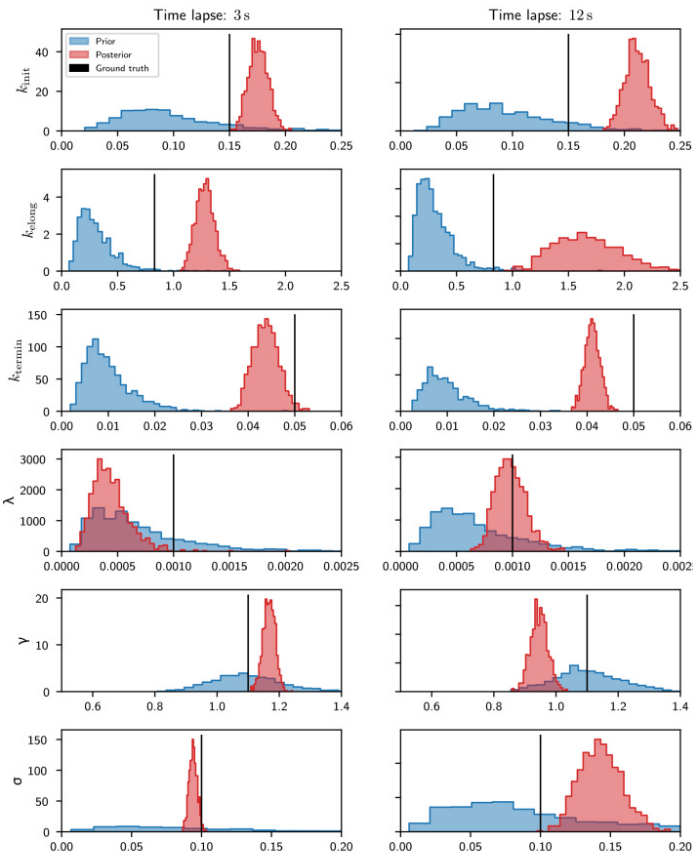 Time lapse: 3 s Time lapse: 12 s
Prior
Posterior
Ground truth
k_init
40
20
0
0.00 0.05 0.10 0.15 0.20 0.25 0.00 0.05 0.10 0.15 0.20 0.25
k_elong
4
2
0
0.0 0.5 1.0 1.5 2.0 2.5 0.0 0.5 1.0 1.5 2.0 2.5
k_termin
150
100
50
0
0.00 0.01 0.02 0.03 0.04 0.05 0.06 0.00 0.01 0.02 0.03 0.04 0.05 0.06
λ
3000
2000
1000
0
0.0000 0.0005 0.0010 0.0015 0.0020 0.0025 0.0000 0.0005 0.0010 0.0015 0.0020 0.0025
γ
20
10
0
0.6 0.8 1.0 1.2 1.4 0.6 0.8 1.0 1.2 1.4
σ
150
100
50
0
0.00 0.05 0.10 0.15 0.20 0.00 0.05 0.10 0.15 0.20